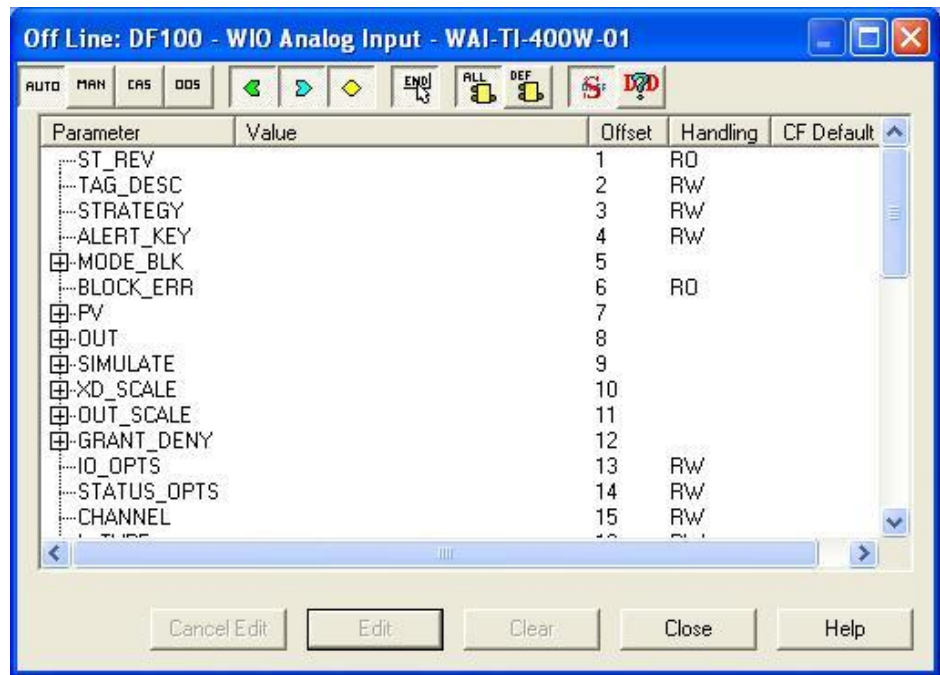 Off Line: DF100 - WIO Analog Input - WAI-TI-400W-01
AUTO MAN CAS OOS END ALL DEF S D?D
Parameter Value Offset Handling CF Default
ST_REV 1 RO
TAG_DESC 2 RW
STRATEGY 3 RW
ALERT_KEY 4 RW
MODE_BLK 5
BLOCK_ERR 6 RO
PV 7
OUT 8
SIMULATE 9
XD_SCALE 10
OUT_SCALE 11
GRANT_DENY 12
IO_OPTS 13 RW
STATUS_OPTS 14 RW
CHANNEL 15 RW
Cancel Edit Edit Clear Close Help